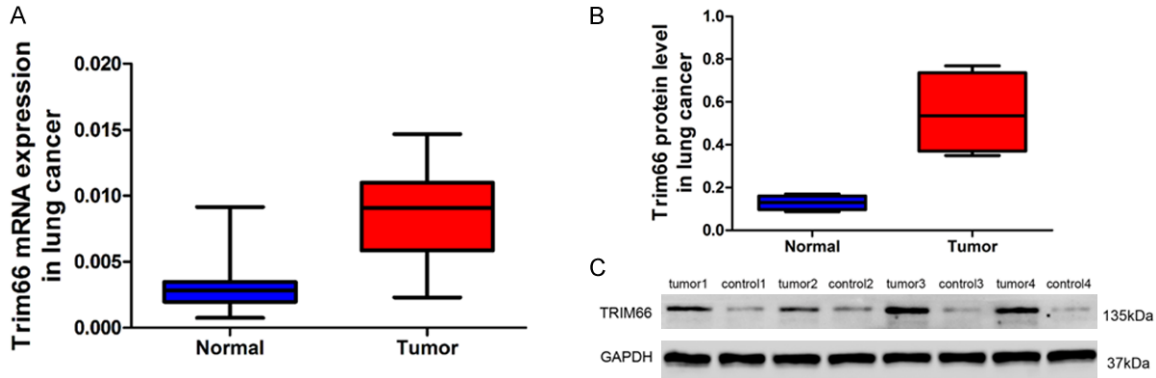 A
Trim66 mRNA expression
in lung cancer
0.020
0.015
0.010
0.005
0.000
Normal
Tumor
B
Trim66 protein level
in lung cancer
1.0
0.8
0.6
0.4
0.2
0.0
Normal
Tumor
C
tumor1 control1 tumor2 control2 tumor3 control3 tumor4 control4
TRIM66
135kDa
GAPDH
37kDa